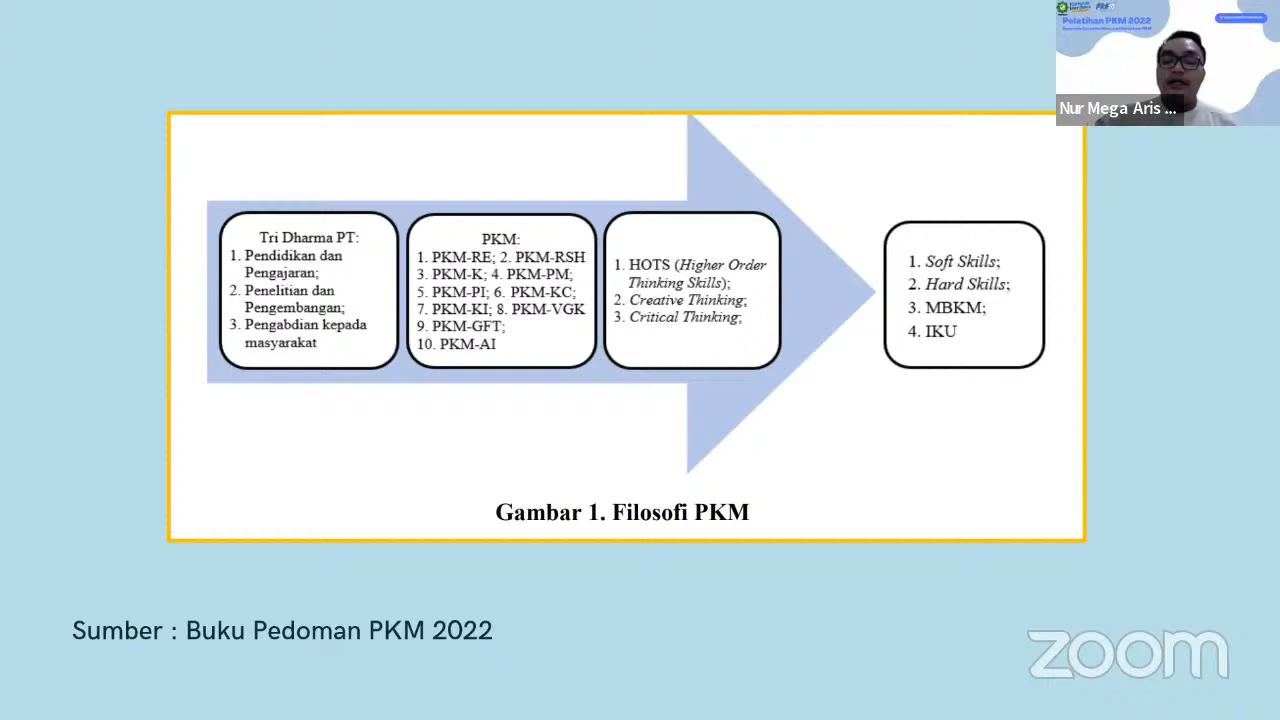 Pelatihan PKM 2022
Nur Mega Aris ...
Tri Dharma PT:
1. Pendidikan dan
Pengajaran;
2. Penelitian dan
Pengembangan;
3. Pengabdian kepada
masyarakat
PKM:
1. PKM-RE; 2. PKM-RSH
3. PKM-K; 4. PKM-PM;
5. PKM-PI; 6. PKM-KC;
7. PKM-KI; 8. PKM-VGK
9. PKM-GFT;
10. PKM-AI
1. HOTS (Higher Order
Thinking Skills);
2. Creative Thinking;
3. Critical Thinking;
1. Soft Skills;
2. Hard Skills;
3. MBKM;
4. IKU
Gambar 1. Filosofi PKM
Sumber : Buku Pedoman PKM 2022
zoom